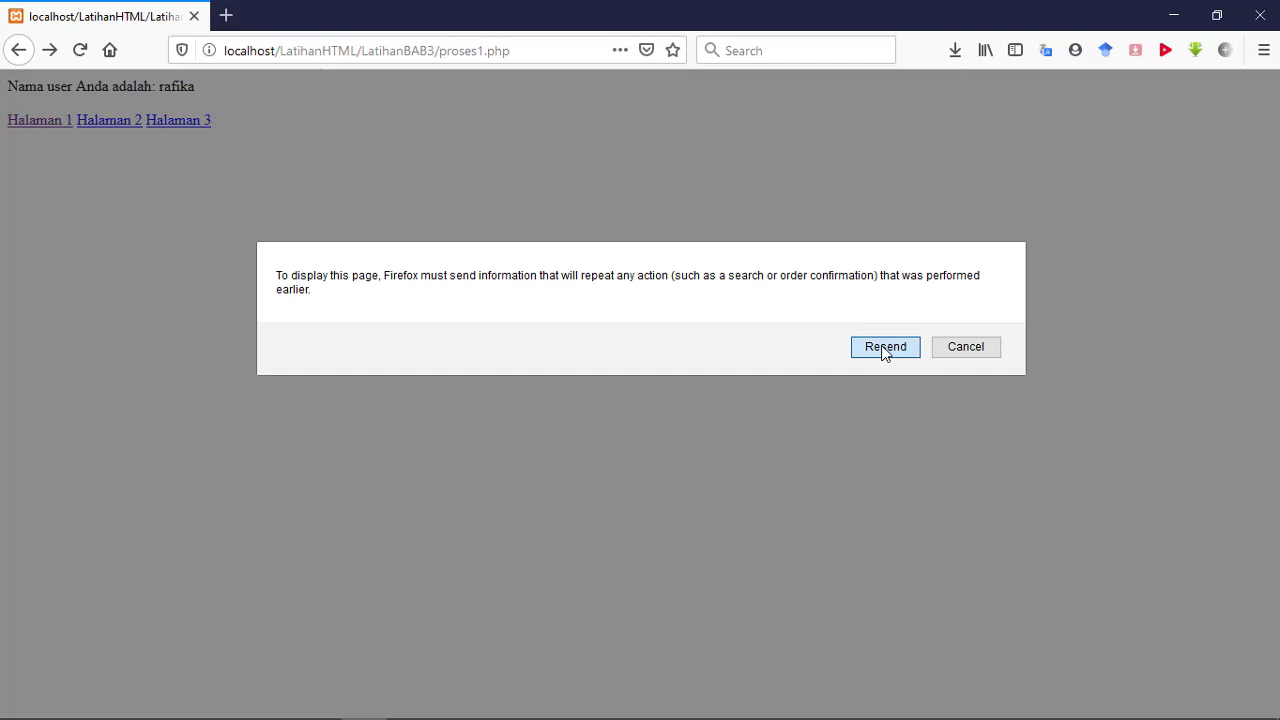 localhost/LatihanHTML/Latiha
localhost/LatihanHTML/LatihanBAB3/proses1.php
Search
Nama user Anda adalah: rafika
Halaman 1 Halaman 2 Halaman 3
To display this page, Firefox must send information that will repeat any action (such as a search or order confirmation) that was performed
earlier.
Resend Cancel